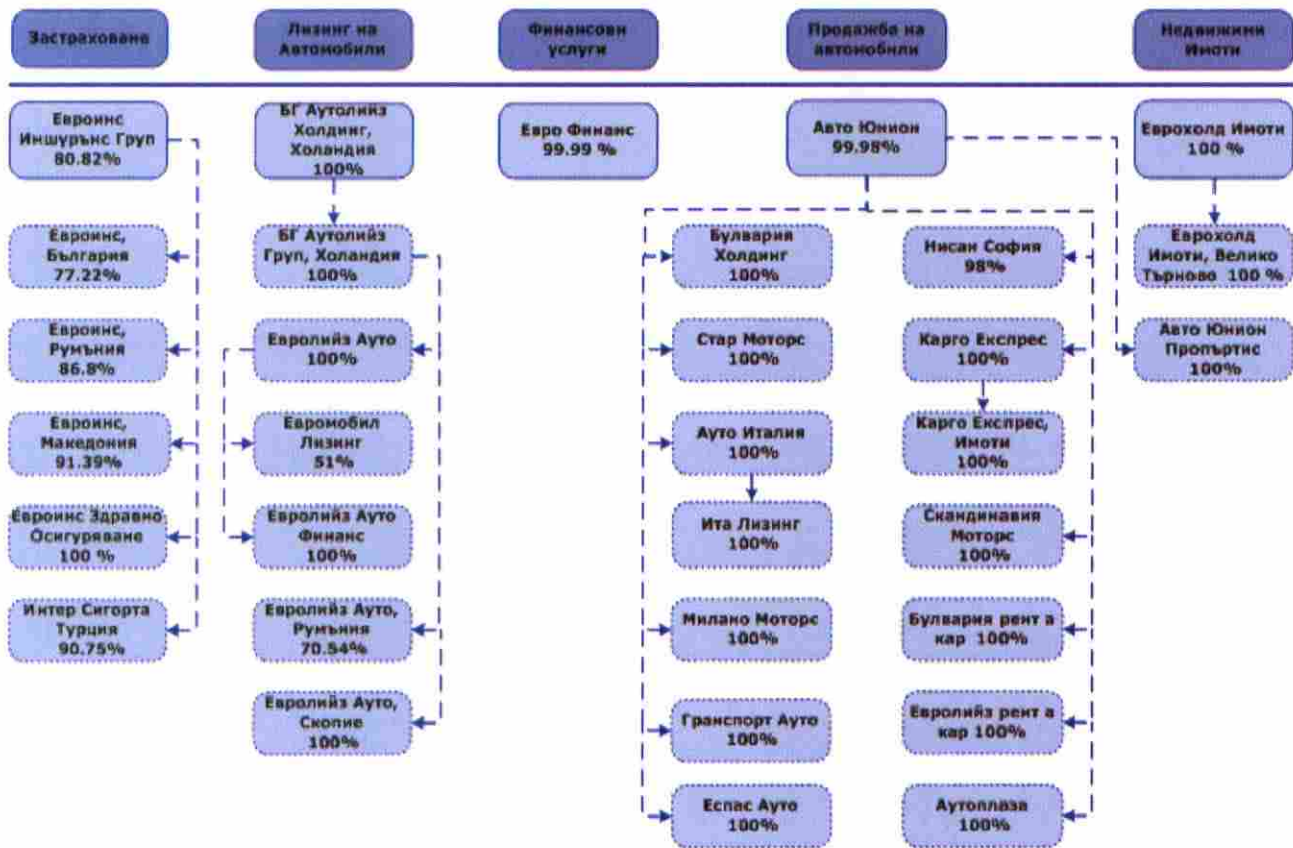 Застраховане
Лизинг на
Автомобили
Финансови
услуги
Продажба на
автомобили
Недвижими
Имоти
Евроинс
Иншурънс Груп
80.82%
БГ Аутолийз
Холдинг,
Холандия
100%
Евро Финанс
99.99 %
Авто Юнион
99.98%
Еврохолд Имоти
100 %
Евроинс,
България
77.22%
БГ Аутолийз
Груп, Холандия
100%
Булвария
Холдинг
100%
Нисан София
98%
Еврохолд
Имоти, Велико
Търново 100 %
Евроинс,
Румъния
86.8%
Евролийз Ауто
100%
Стар Моторс
100%
Карго Експрес
100%
Авто Юнион
Пропъртис
100%
Евроинс,
Македония
91.39%
Евромобил
Лизинг
51%
Ауто Италия
100%
Карго Експрес,
Имоти
100%
Евроинс Здравно
Осигуряване
100 %
Евролийз Ауто
Финанс
100%
Ита Лизинг
100%
Скандинавия
Моторс
100%
Интер Сигорта
Турция
90.75%
Евролийз Ауто,
Румъния
70.54%
Милано Моторс
100%
Булвария рент а
кар 100%
Евролийз Ауто,
Скопие
100%
Гранспорт Ауто
100%
Евролийз рент а
кар 100%
Еспас Ауто
100%
Аутоплаза
100%